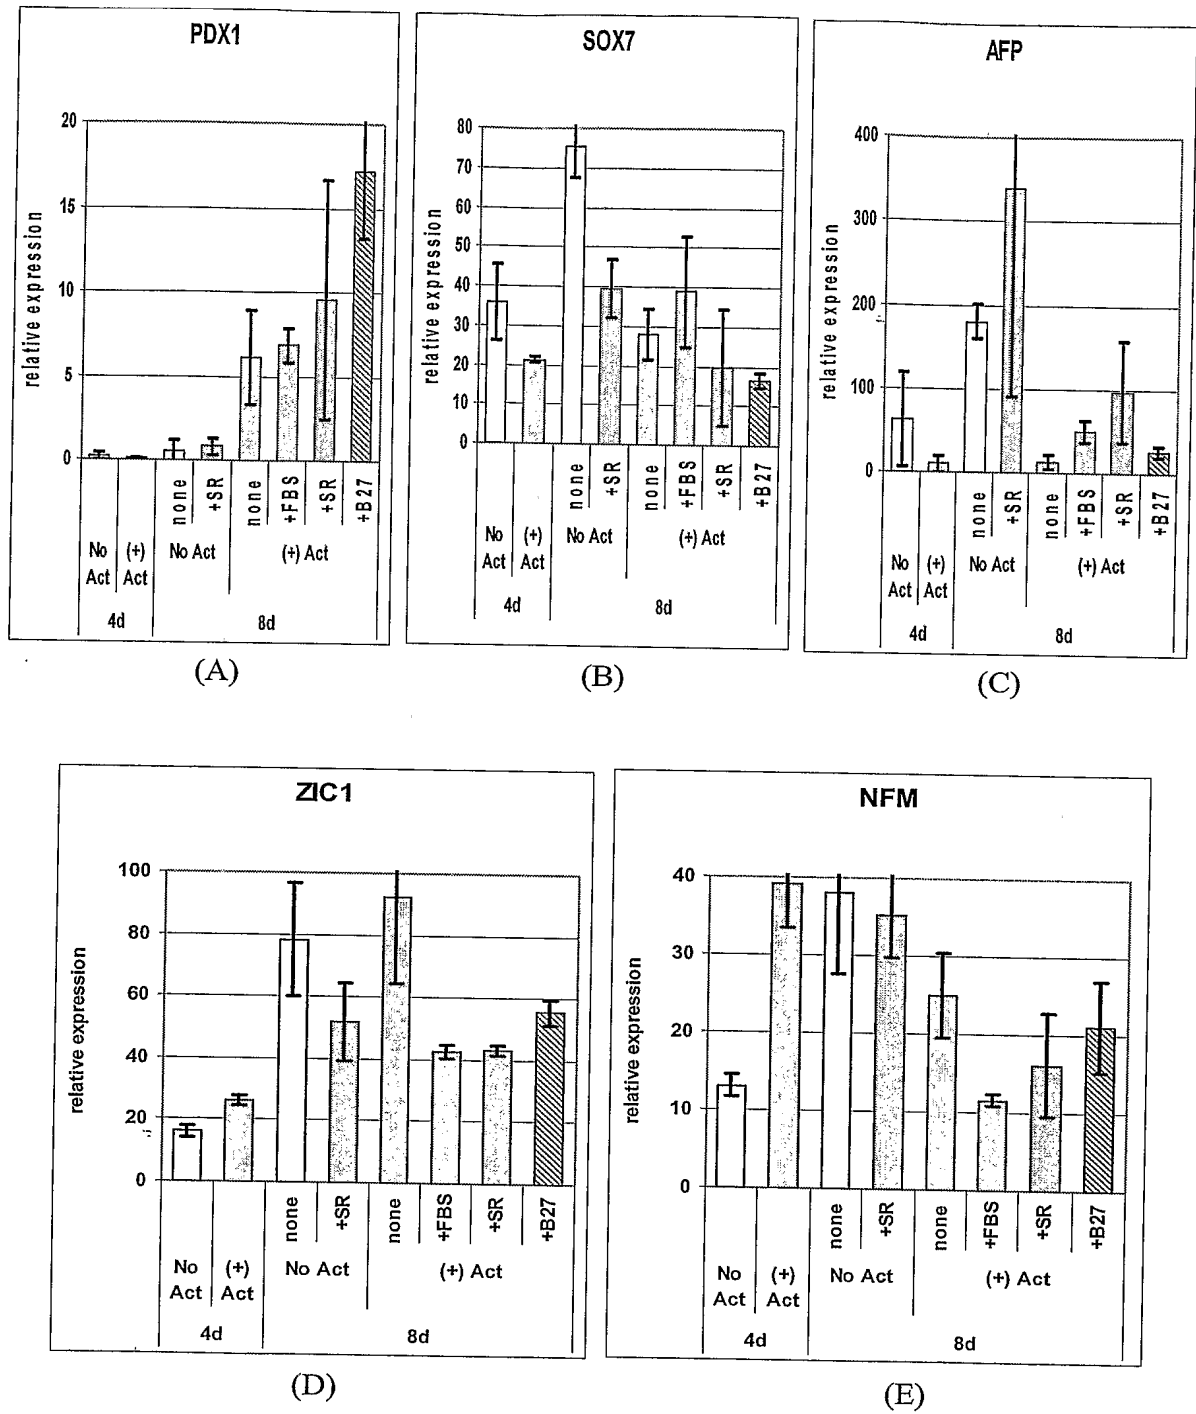 PDX1
20
15
10
5
0
relative expression
none
+SR
none
+FBS
+SR
+B27
No Act
(+) Act
No Act
(+) Act
4d
8d
(A)
SOX7
80
70
60
50
40
30
20
10
0
relative expression
none
+SR
none
+FBS
+SR
+B27
No Act
(+) Act
No Act
(+) Act
4d
8d
(B)
AFP
400
300
200
100
0
relative expression
none
+SR
none
+FBS
+SR
+B27
No Act
(+) Act
No Act
(+) Act
4d
8d
(C)
ZIC1
100
80
60
40
20
0
relative expression
none
+SR
none
+FBS
+SR
+B27
No Act
(+) Act
No Act
(+) Act
4d
8d
(D)
NFM
40
30
20
10
0
relative expression
none
+SR
none
+FBS
+SR
+B27
No Act
(+) Act
No Act
(+) Act
4d
8d
(E)